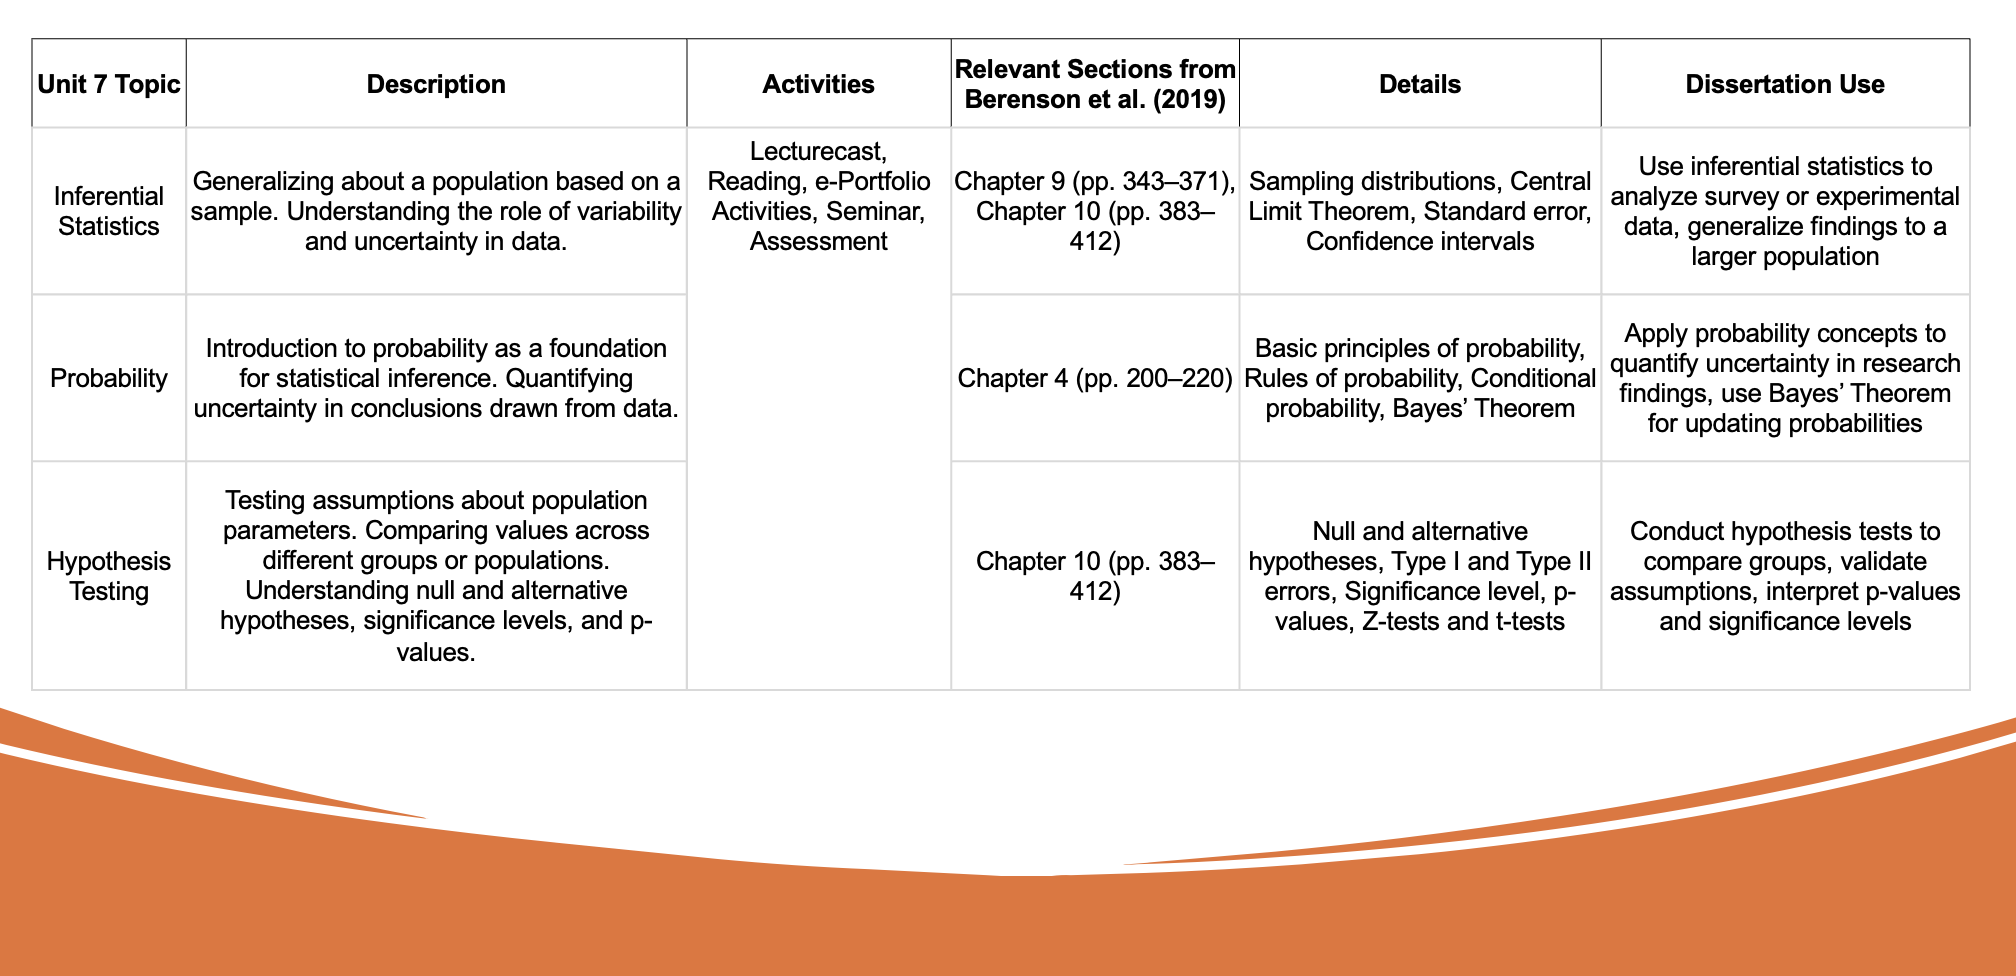 Unit 7 Topic
Description
Activities
Relevant Sections from
Berenson et al. (2019)
Details
Dissertation Use
Inferential
Statistics
Generalizing about a population based on a
sample. Understanding the role of variability
and uncertainty in data.
Lecturecast,
Reading, e-Portfolio
Activities, Seminar,
Assessment
Chapter 9 (pp. 343–371),
Chapter 10 (pp. 383–
412)
Sampling distributions, Central
Limit Theorem, Standard error,
Confidence intervals
Use inferential statistics to
analyze survey or experimental
data, generalize findings to a
larger population
Probability
Introduction to probability as a foundation
for statistical inference. Quantifying
uncertainty in conclusions drawn from data.
Chapter 4 (pp. 200–220)
Basic principles of probability,
Rules of probability, Conditional
probability, Bayes’ Theorem
Apply probability concepts to
quantify uncertainty in research
findings, use Bayes’ Theorem
for updating probabilities
Hypothesis
Testing
Testing assumptions about population
parameters. Comparing values across
different groups or populations.
Understanding null and alternative
hypotheses, significance levels, and p-
values.
Chapter 10 (pp. 383–
412)
Null and alternative
hypotheses, Type I and Type II
errors, Significance level, p-
values, Z-tests and t-tests
Conduct hypothesis tests to
compare groups, validate
assumptions, interpret p-values
and significance levels